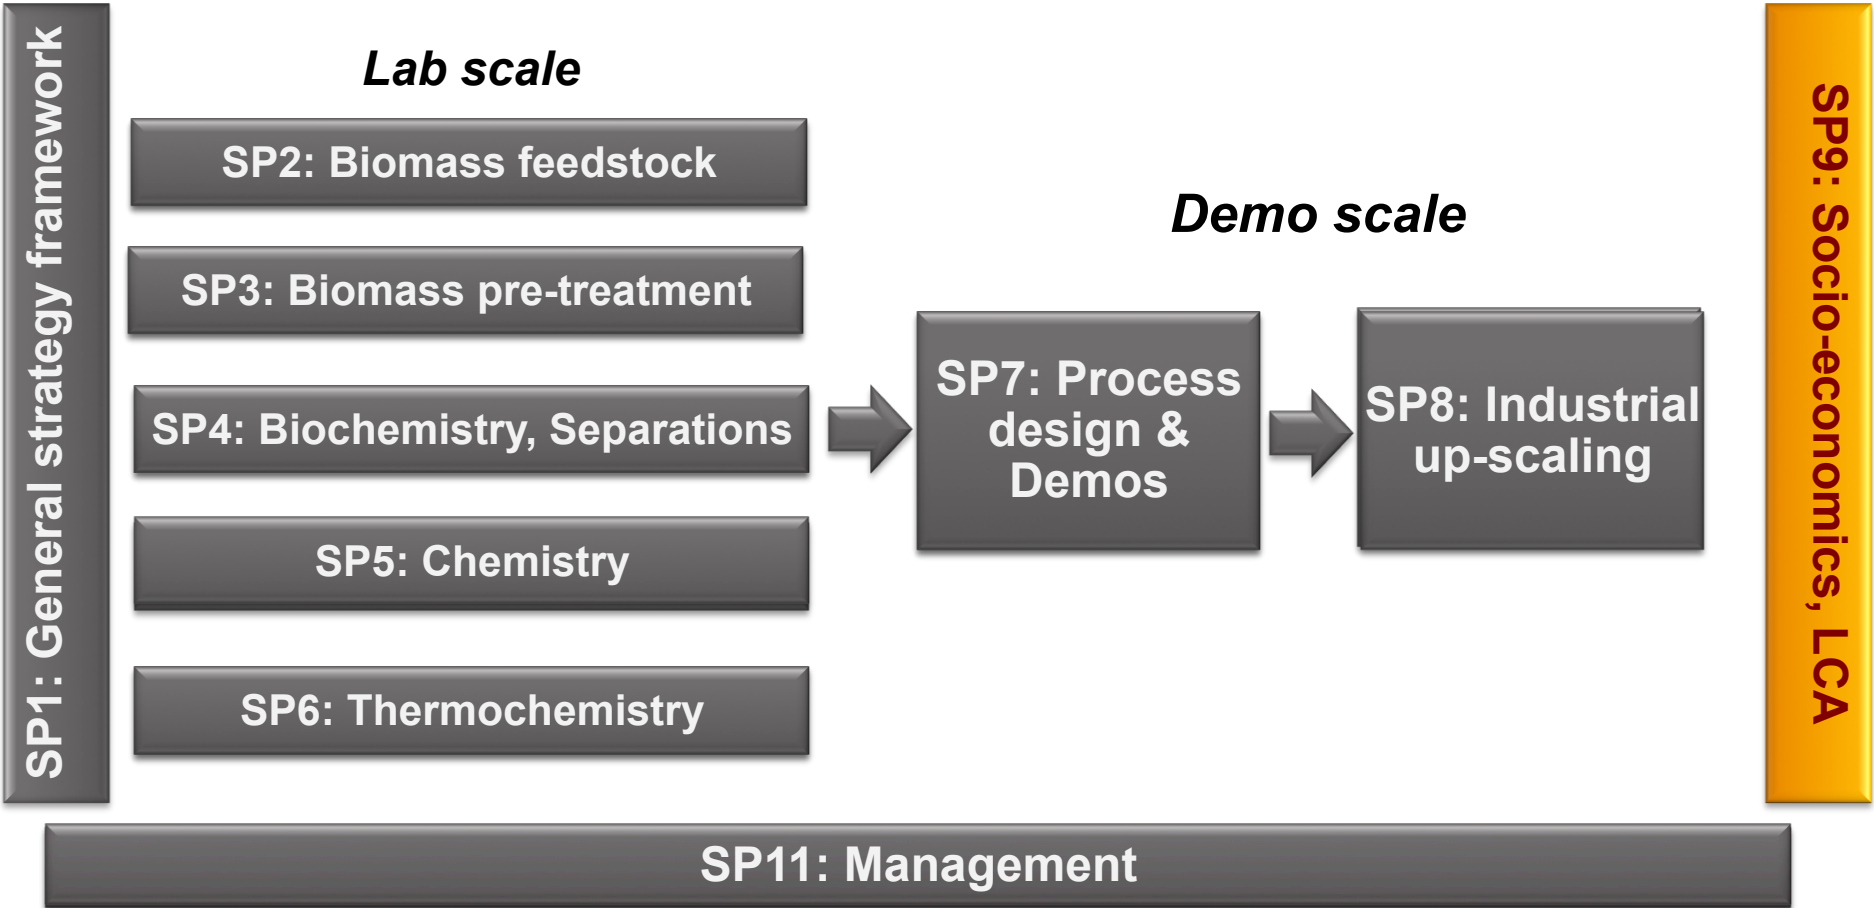 SP1: General strategy framework
Lab scale
SP2: Biomass feedstock
SP3: Biomass pre-treatment
SP4: Biochemistry, Separations
SP5: Chemistry
SP6: Thermochemistry
Demo scale
SP7: Process
design &
Demos
SP8: Industrial
up-scaling
SP9: Socio-economics, LCA
SP11: Management